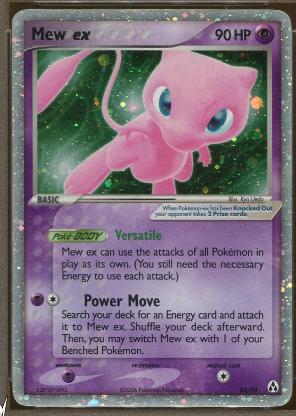 Mew ex
90 HP
Illus. Ryo Ueda
BASIC
When Pokémon-ex has been Knocked Out
your opponent takes 2 Prize cards.
Poké-BODY Versatile
Mew ex can use the attacks of all Pokémon in
play as its own. (You still need the necessary
Energy to use each attack.)
Power Move
Search your deck for an Energy card and attach
it to Mew ex. Shuffle your deck afterward.
Then, you may switch Mew ex with 1 of your
Benched Pokémon.
weakness resistance retreat cost
©2006 Pokémon/Nintendo 88/92